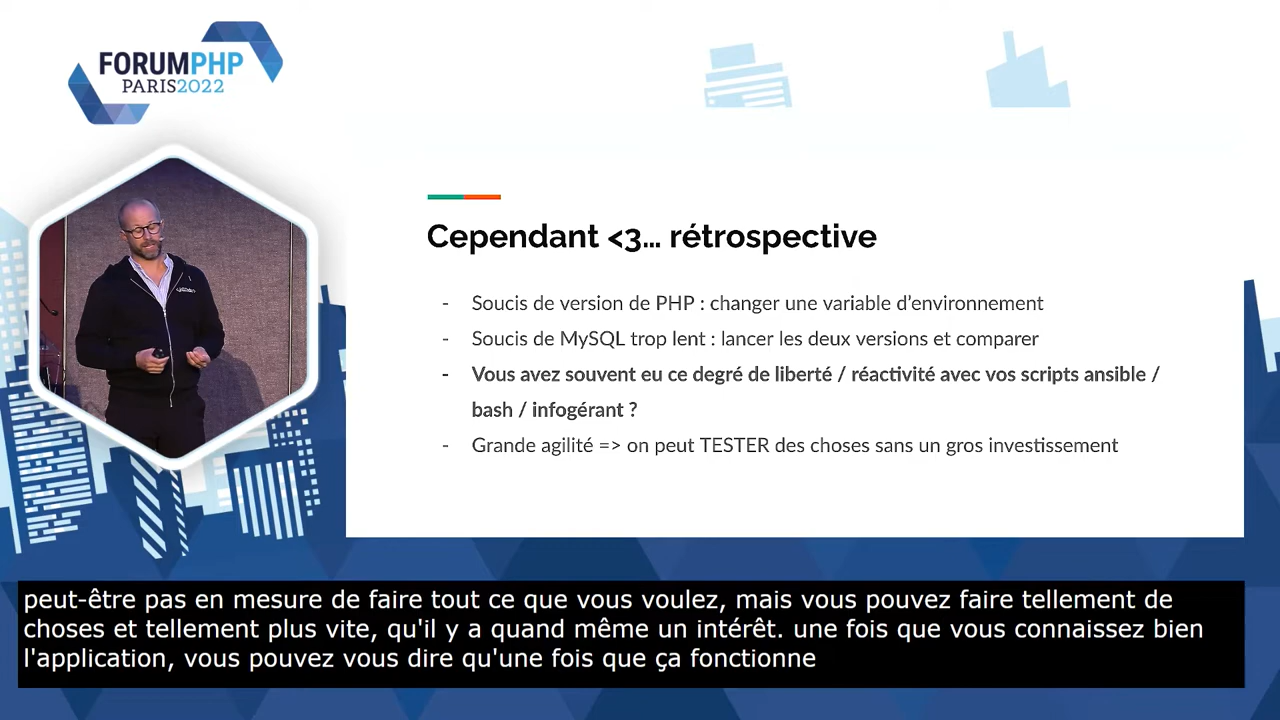 FORUMPHP
PARIS2022
Cependant <3... rétrospective
- Soucis de version de PHP : changer une variable d'environnement
- Soucis de MySQL trop lent : lancer les deux versions et comparer
- Vous avez souvent eu ce degré de liberté / réactivité avec vos scripts ansible /
bash / infogérant ?
- Grande agilité => on peut TESTER des choses sans un gros investissement
peut-être pas en mesure de faire tout ce que vous voulez, mais vous pouvez faire tellement de
choses et tellement plus vite, qu'il y a quand même un intérêt. une fois que vous connaissez bien
l'application, vous pouvez vous dire qu'une fois que ça fonctionne